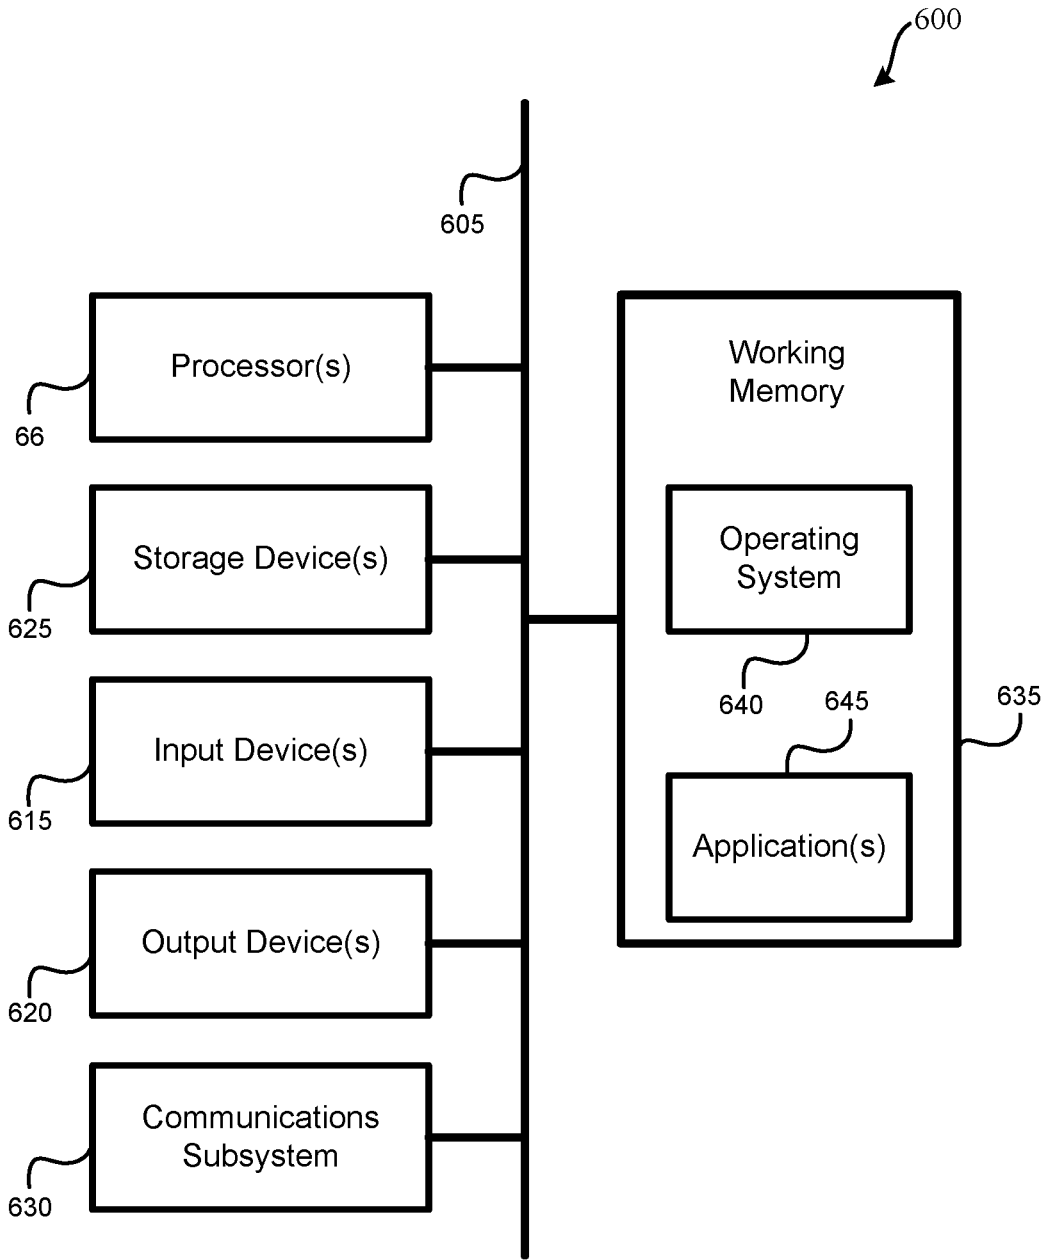 600
605
Processor(s)
66
Storage Device(s)
625
Input Device(s)
615
Output Device(s)
620
Communications
Subsystem
630
Working
Memory
Operating
System
640
645
635
Application(s)